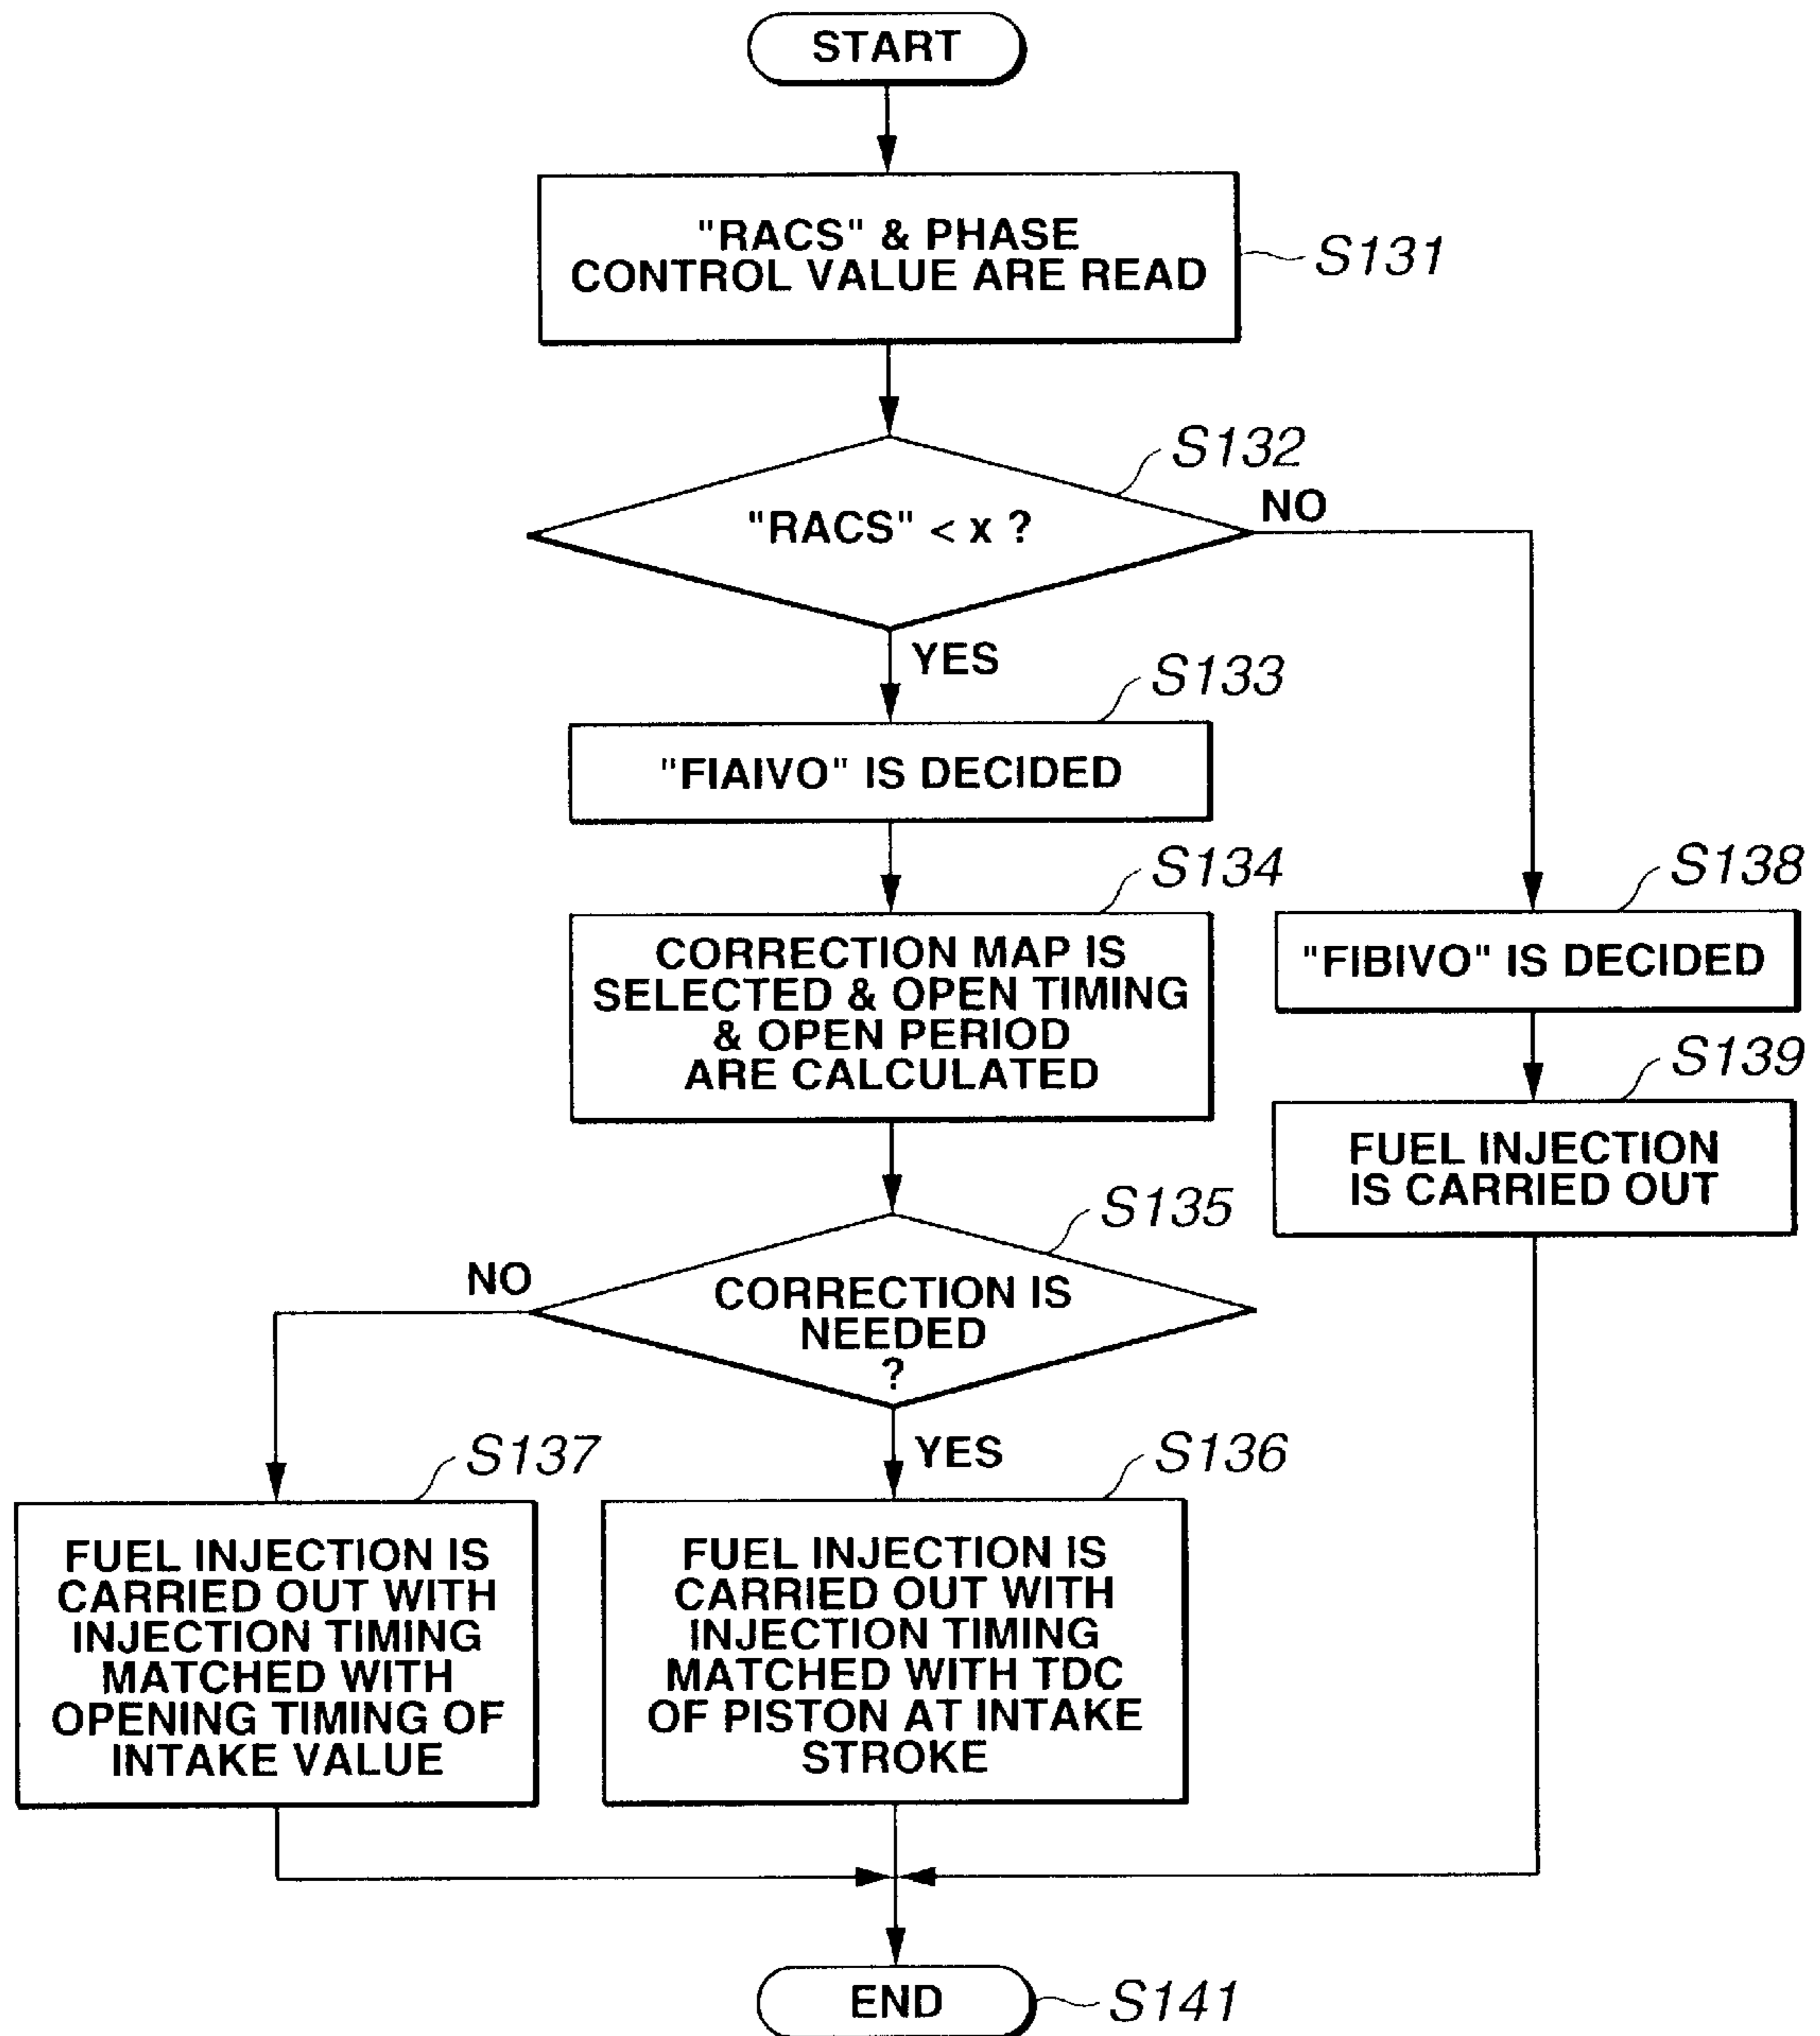 START
"RACS" & PHASE
CONTROL VALUE ARE READ
S131
S132
"RACS" < x ?
NO
YES
S133
"FIAIVO" IS DECIDED
S134
CORRECTION MAP IS
SELECTED & OPEN TIMING
& OPEN PERIOD
ARE CALCULATED
S138
"FIBIVO" IS DECIDED
S139
FUEL INJECTION
IS CARRIED OUT
S135
CORRECTION IS
NEEDED
?
NO
YES
S137
FUEL INJECTION IS
CARRIED OUT WITH
INJECTION TIMING
MATCHED WITH
OPENING TIMING OF
INTAKE VALUE
S136
FUEL INJECTION IS
CARRIED OUT WITH
INJECTION TIMING
MATCHED WITH TDC
OF PISTON AT INTAKE
STROKE
END
S141